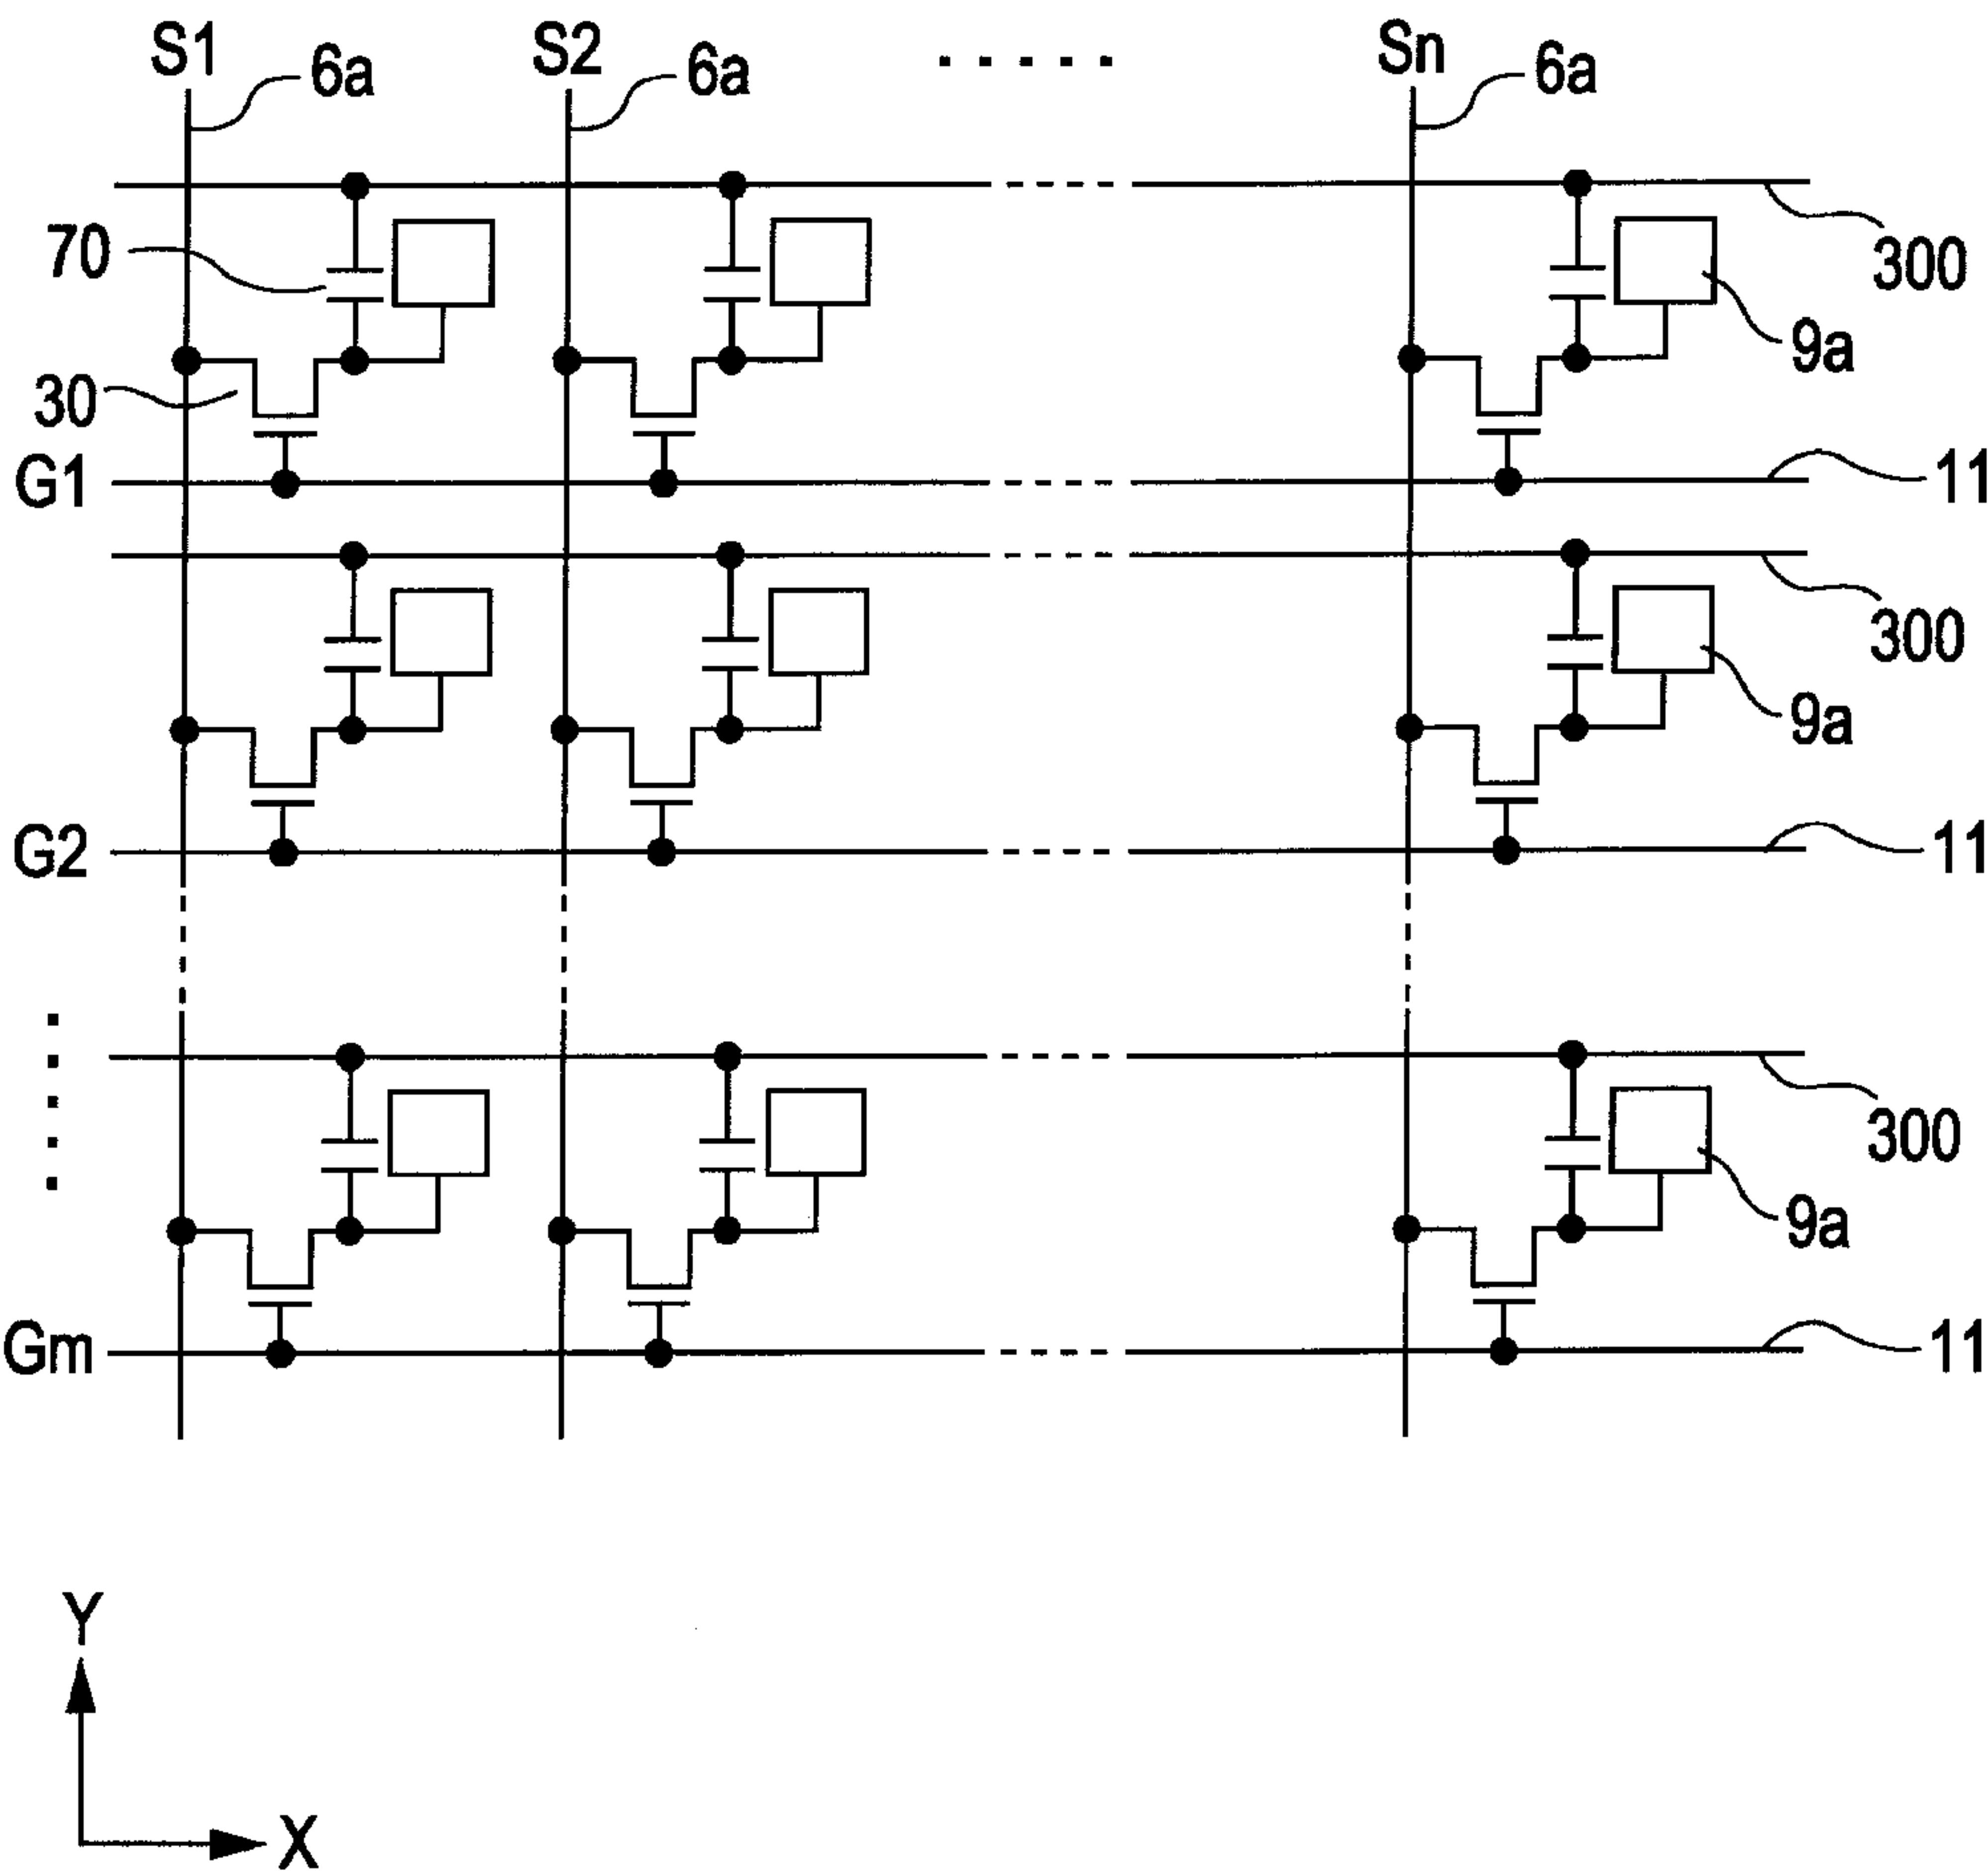 S1 6a S2 6a ..... Sn 6a
70 300
30 9a
G1 11
300
9a
G2 11
300
9a
Gm 11
Y
X